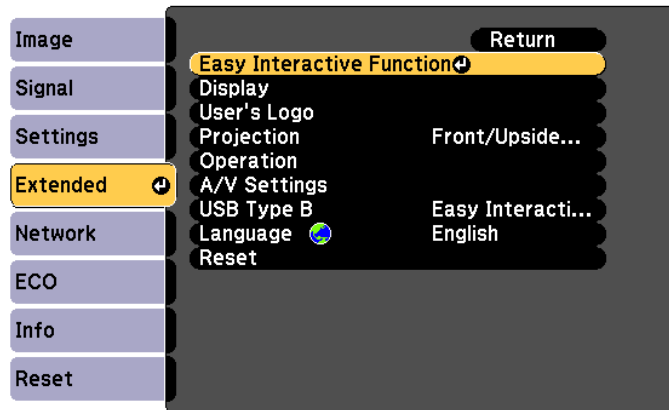 Image
Signal
Settings
Extended
Network
ECO
Info
Reset
Return
Easy Interactive Function
Display
User's Logo
Projection Front/Upside...
Operation
A/V Settings
USB Type B Easy Interacti...
Language English
Reset